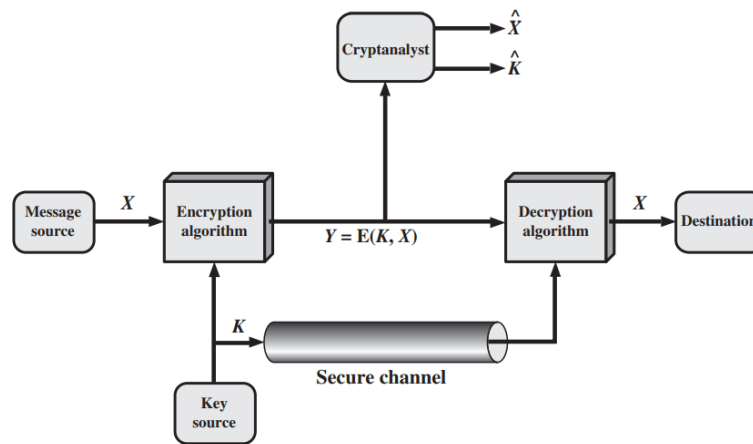 X̂
Cryptanalyst
K̂
Message
source
X
Encryption
algorithm
Y = E(K, X)
Decryption
algorithm
X
Destination
K
Secure channel
Key
source